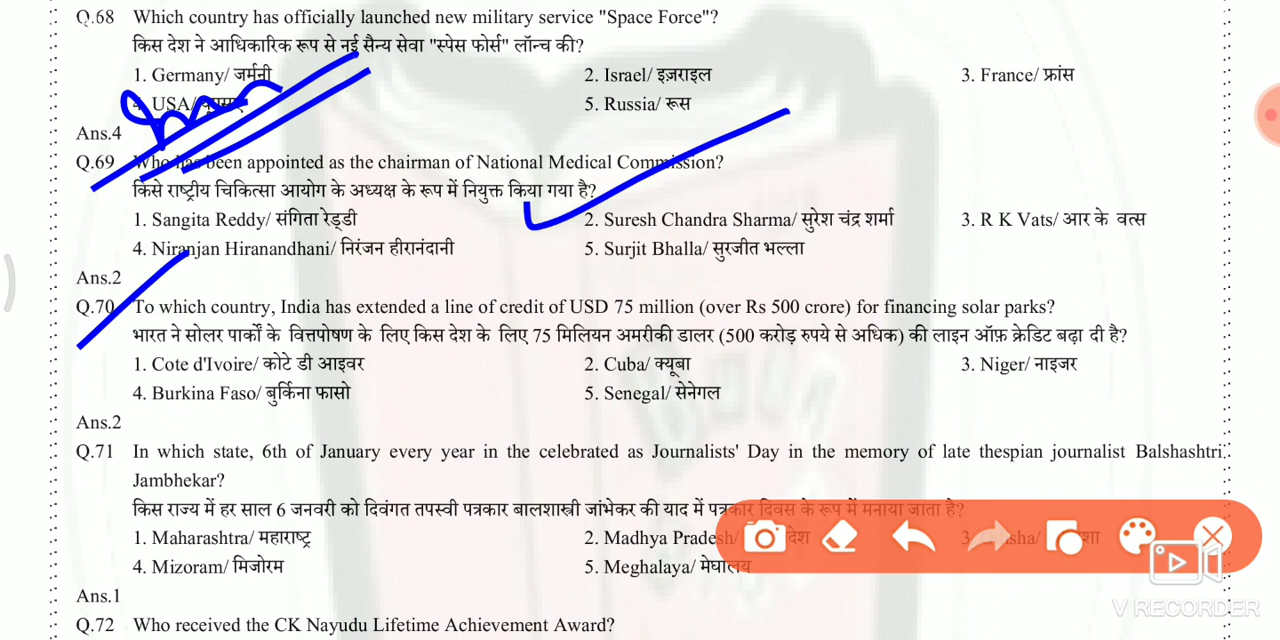 Q.68 Which country has officially launched new military service "Space Force"?
किस देश ने आधिकारिक रूप से नई सैन्य सेवा "स्पेस फोर्स" लॉन्च की?
1. Germany/ जर्मनी 2. Israel/ इज़राइल 3. France/ फ्रांस
4. USA/ 5. Russia/ रूस
Ans.4
Q.69 Who has been appointed as the chairman of National Medical Commission?
किसे राष्ट्रीय चिकित्सा आयोग के अध्यक्ष के रूप में नियुक्त किया गया है?
1. Sangita Reddy/ संगिता रेड्डी 2. Suresh Chandra Sharma/ सुरेश चंद्र शर्मा 3. R K Vats/ आर के वत्स
4. Niranjan Hiranandhani/ निरंजन हीरानंदानी 5. Surjit Bhalla/ सुरजीत भल्ला
Ans.2
Q.70 To which country, India has extended a line of credit of USD 75 million (over Rs 500 crore) for financing solar parks?
भारत ने सोलर पार्कों के वित्तपोषण के लिए किस देश के लिए 75 मिलियन अमरीकी डालर (500 करोड़ रुपये से अधिक) की लाइन ऑफ़ क्रेडिट बढ़ा दी है?
1. Cote d'Ivoire/ कोटे डी आइवर 2. Cuba/ क्यूबा 3. Niger/ नाइजर
4. Burkina Faso/ बुर्किना फासो 5. Senegal/ सेनेगल
Ans.2
Q.71 In which state, 6th of January every year in the celebrated as Journalists' Day in the memory of late thespian journalist Balshashtri
Jambhekar?
किस राज्य में हर साल 6 जनवरी को दिवंगत तपस्वी पत्रकार बालशास्त्री जांभेकर की याद में पत्रकार दिवस के रूप में मनाया जाता है?
1. Maharashtra/ महाराष्ट्र 2. Madhya Pradesh/ 3.
4. Mizoram/ मिजोरम 5. Meghalaya/ मेघालय
Ans.1
Q.72 Who received the CK Nayudu Lifetime Achievement Award?
V RECORDER